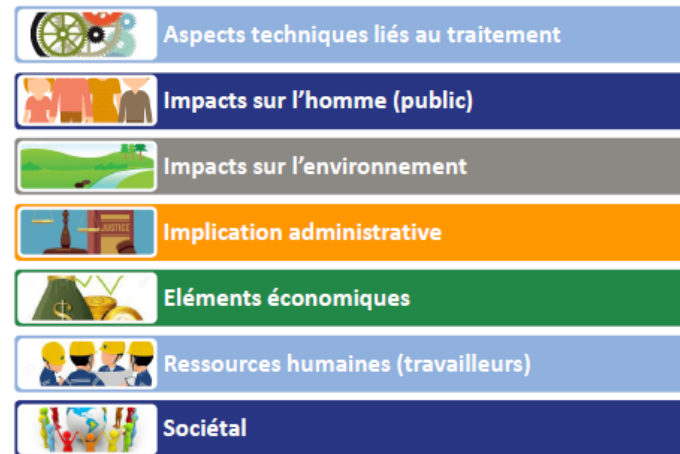 Aspects techniques liés au traitement
Impacts sur l'homme (public)
Impacts sur l'environnement
Implication administrative
JUSTICE
Eléments économiques
Ressources humaines (travailleurs)
Sociétal